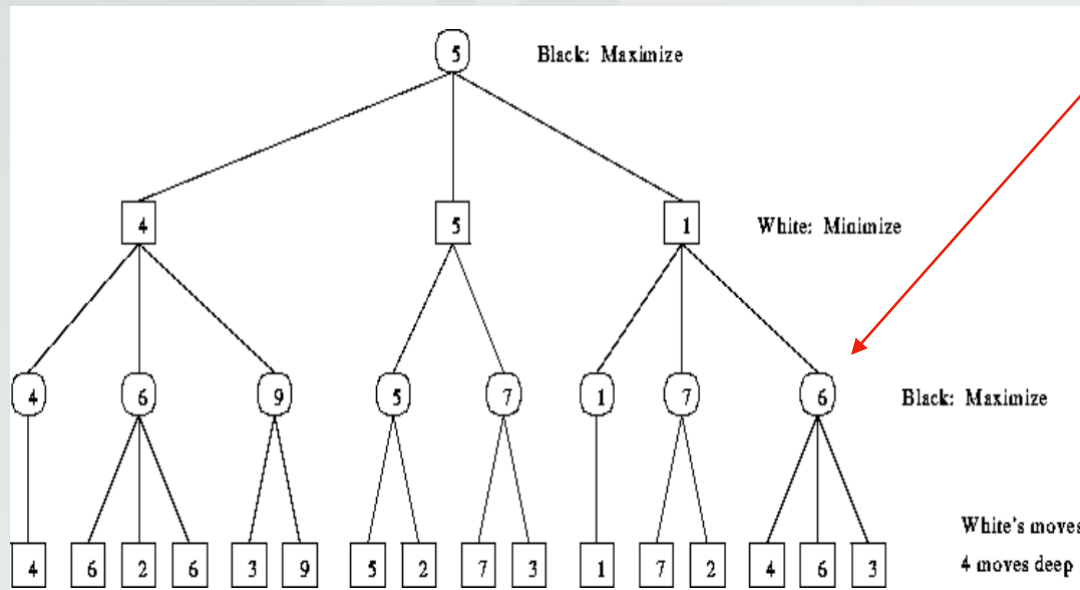 5 Black: Maximize
4 5 1 White: Minimize
4 6 9 5 7 1 7 6 Black: Maximize
White's moves
4 6 2 6 3 9 5 2 7 3 1 7 2 4 6 3 4 moves deep